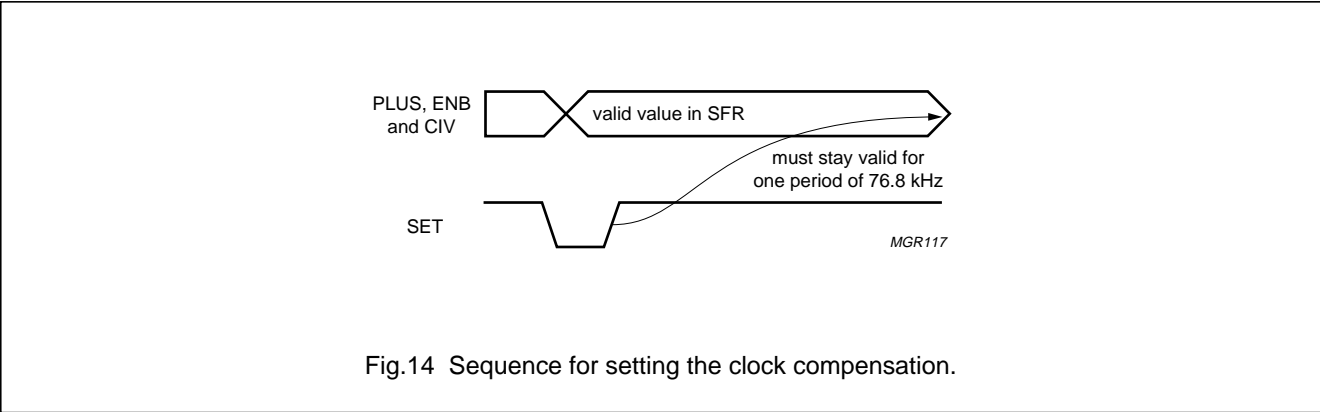 PLUS, ENB
and CIV
valid value in SFR
must stay valid for
one period of 76.8 kHz
SET
MGR117
Fig.14 Sequence for setting the clock compensation.